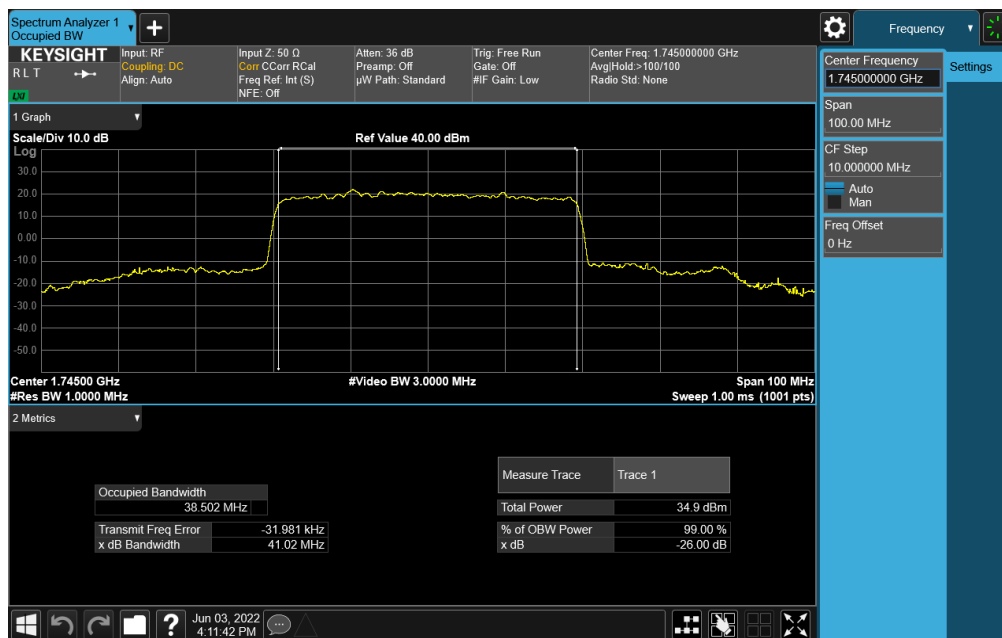 Spectrum Analyzer 1
Occupied BW
Frequency
KEYSIGHT
R L T
LXI
Input: RF
Coupling: DC
Align: Auto
Input Z: 50 Ω
Corr CCorr RCal
Freq Ref: Int (S)
NFE: Off
Atten: 36 dB
Preamp: Off
µW Path: Standard
Trig: Free Run
Gate: Off
#IF Gain: Low
Center Freq: 1.745000000 GHz
Avg|Hold:>100/100
Radio Std: None
Center Frequency
1.745000000 GHz
Settings
Span
100.00 MHz
CF Step
10.000000 MHz
Auto
Man
Freq Offset
0 Hz
1 Graph
Scale/Div 10.0 dB
Ref Value 40.00 dBm
Log
30.0
20.0
10.0
0.00
-10.0
-20.0
-30.0
-40.0
-50.0
Center 1.74500 GHz
#Video BW 3.0000 MHz
Span 100 MHz
#Res BW 1.0000 MHz
Sweep 1.00 ms (1001 pts)
2 Metrics
Measure Trace
Trace 1
Occupied Bandwidth
38.502 MHz
Total Power
34.9 dBm
Transmit Freq Error
-31.981 kHz
% of OBW Power
99.00 %
x dB Bandwidth
41.02 MHz
x dB
-26.00 dB
?
Jun 03, 2022
4:11:42 PM